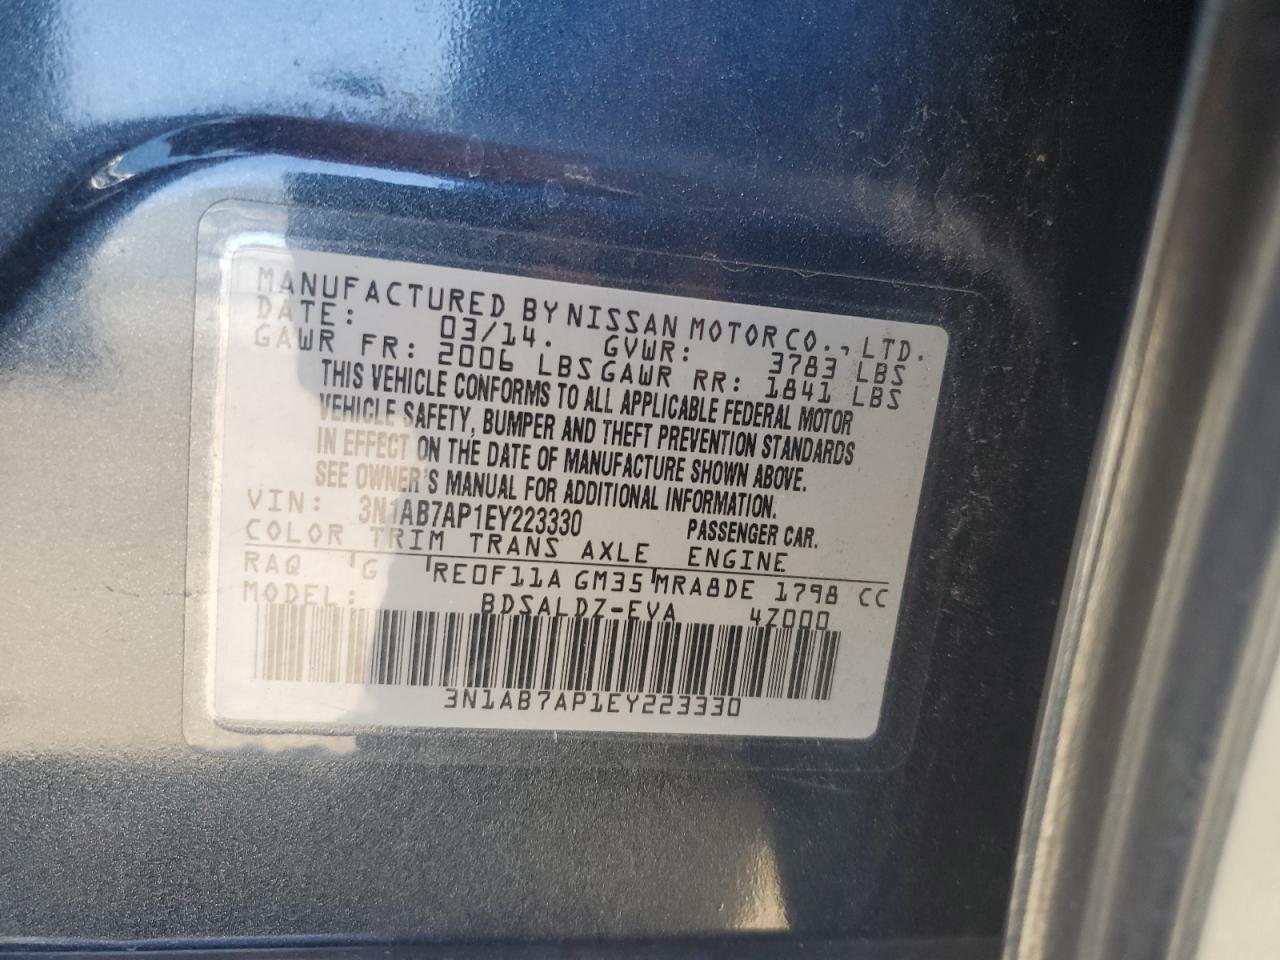 MANUFACTURED BY NISSAN MOTOR CO., LTD.
DATE: 03/14. GVWR: 3783 LBS
GAWR FR: 2006 LBS GAWR RR: 1841 LBS
THIS VEHICLE CONFORMS TO ALL APPLICABLE FEDERAL MOTOR
VEHICLE SAFETY, BUMPER AND THEFT PREVENTION STANDARDS
IN EFFECT ON THE DATE OF MANUFACTURE SHOWN ABOVE.
SEE OWNER'S MANUAL FOR ADDITIONAL INFORMATION.
VIN: 3N1AB7AP1EY223330 PASSENGER CAR.
COLOR TRIM TRANS AXLE ENGINE
RAQ G RE0F11A GM35 MRA8DE 1798 CC
MODEL: BDSALDZ-EVA 4Z000
3N1AB7AP1EY223330